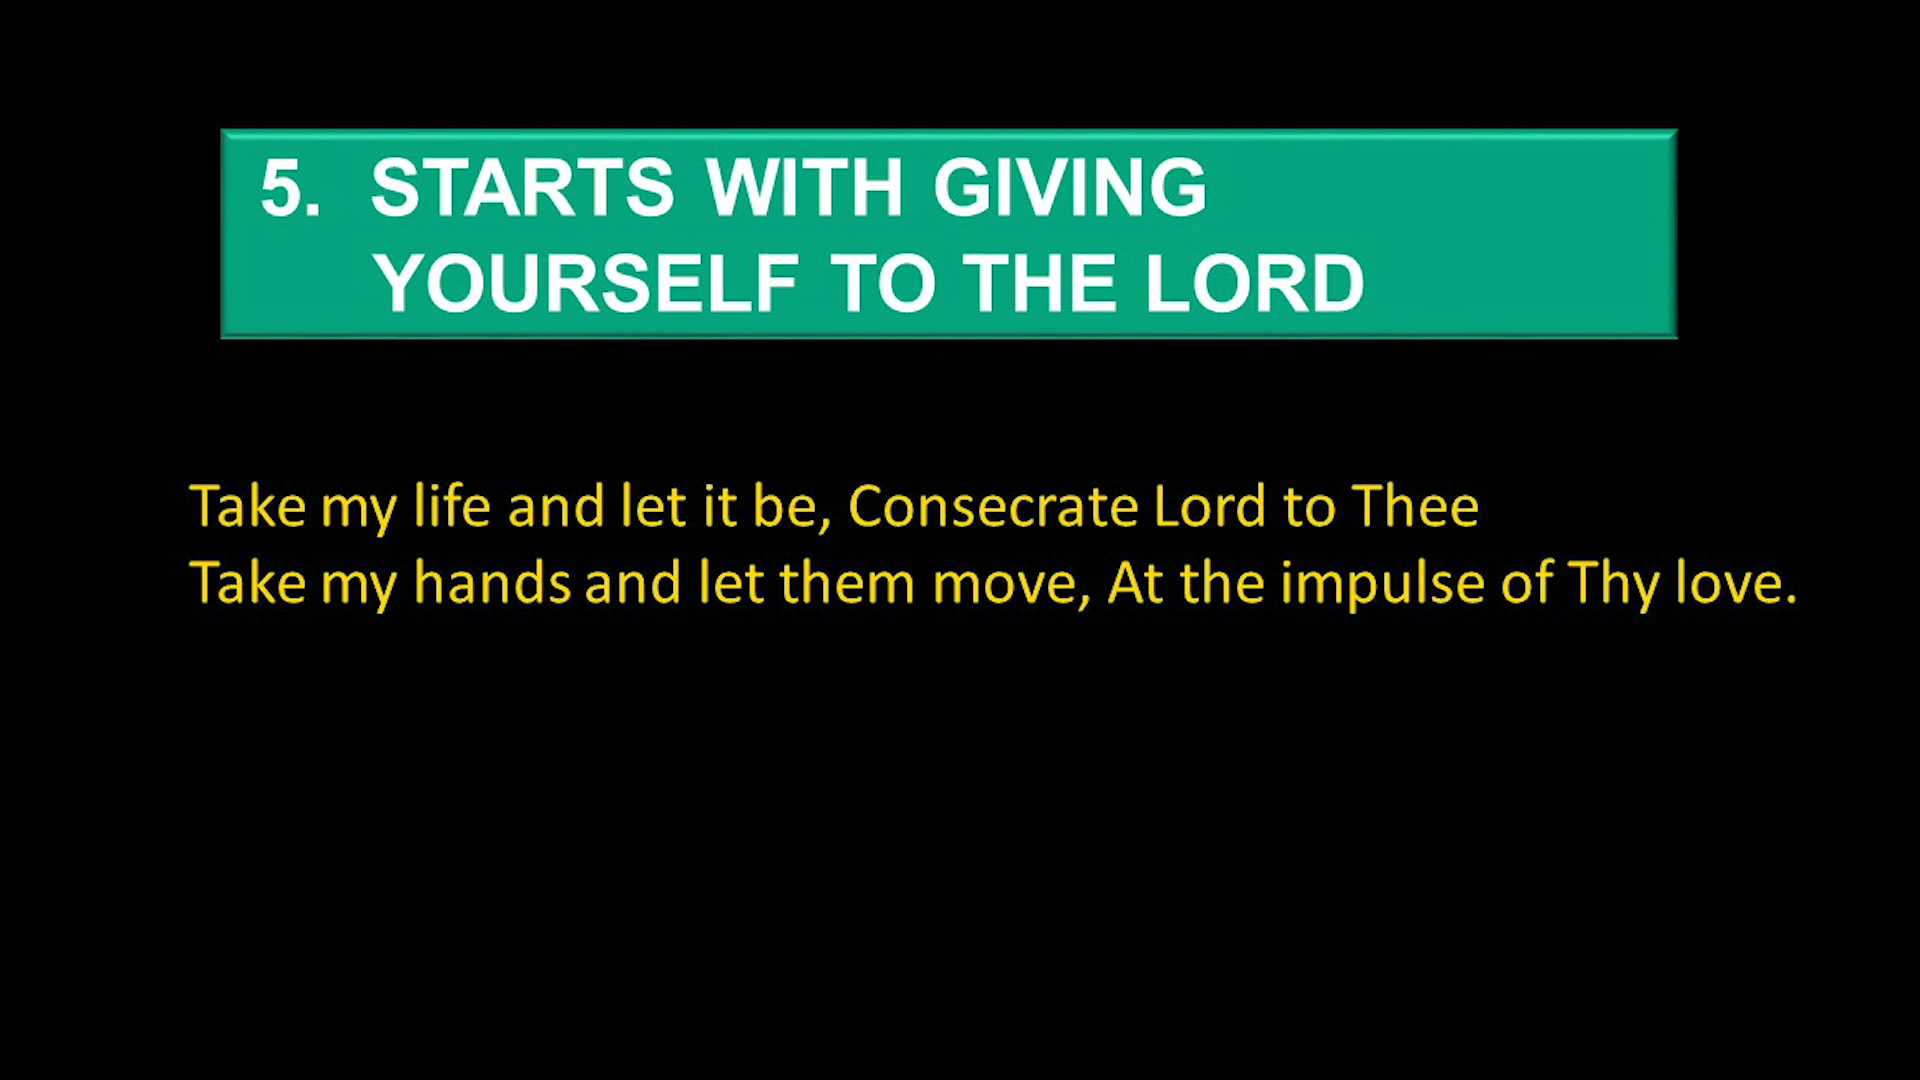 5. STARTS WITH GIVING
YOURSELF TO THE LORD
Take my life and let it be, Consecrate Lord to Thee
Take my hands and let them move, At the impulse of Thy love.